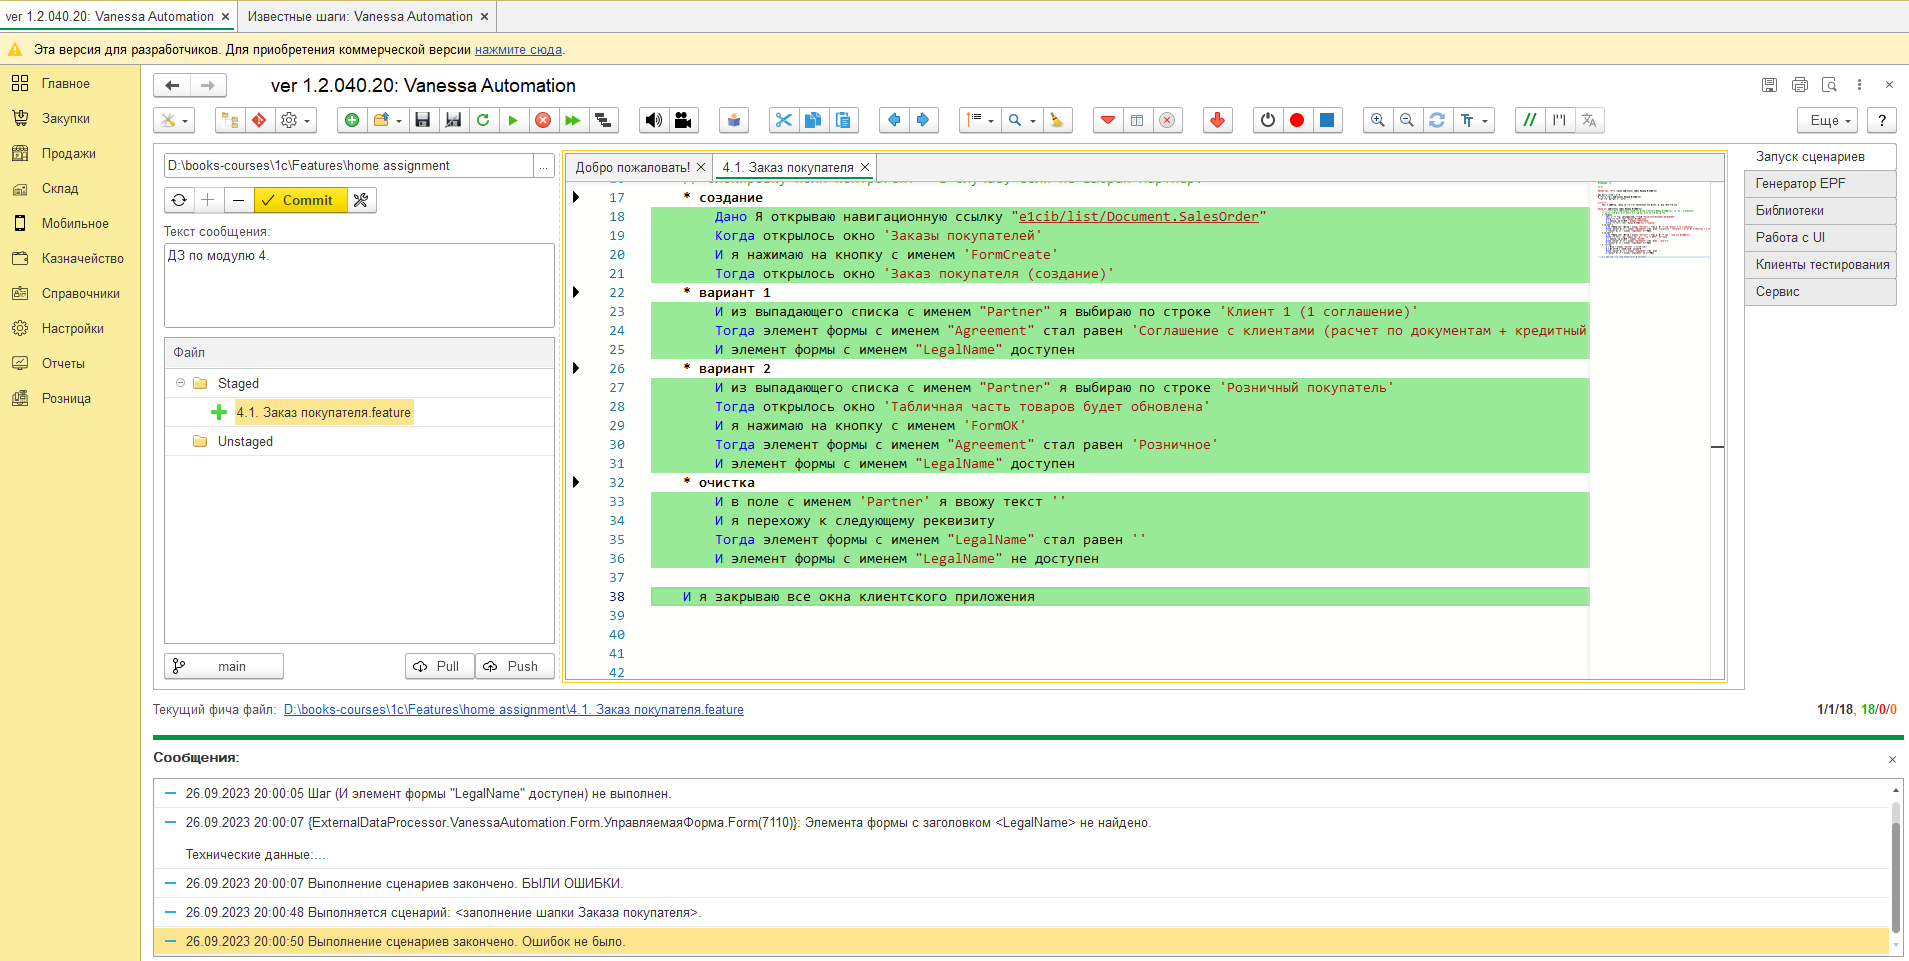 ver 1.2.040.20: Vanessa Automation
Известные шаги: Vanessa Automation
Эта версия для разработчиков. Для приобретения коммерческой версии нажмите сюда.
Главное
Закупки
Продажи
Склад
Мобильное
Казначейство
Справочники
Настройки
Отчеты
Розница
ver 1.2.040.20: Vanessa Automation
Еще
?
D:\books-courses\1c\Features\home assignment
...
Commit
Текст сообщения:
ДЗ по модулю 4.
Файл
Staged
4.1. Заказ покупателя.feature
Unstaged
main
Pull
Push
Добро пожаловать!
4.1. Заказ покупателя
17 * создание
18 Дано Я открываю навигационную ссылку "e1cib/list/Document.SalesOrder"
19 Когда открылось окно 'Заказы покупателей'
20 И я нажимаю на кнопку с именем 'FormCreate'
21 Тогда открылось окно 'Заказ покупателя (создание)'
22 * вариант 1
23 И из выпадающего списка с именем "Partner" я выбираю по строке 'Клиент 1 (1 соглашение)'
24 Тогда элемент формы с именем "Agreement" стал равен 'Соглашение с клиентами (расчет по документам + кредитный
25 И элемент формы с именем "LegalName" доступен
26 * вариант 2
27 И из выпадающего списка с именем "Partner" я выбираю по строке 'Розничный покупатель'
28 Тогда открылось окно 'Табличная часть товаров будет обновлена'
29 И я нажимаю на кнопку с именем 'FormOK'
30 Тогда элемент формы с именем "Agreement" стал равен 'Розничное'
31 И элемент формы с именем "LegalName" доступен
32 * очистка
33 И в поле с именем 'Partner' я ввожу текст ''
34 И я перехожу к следующему реквизиту
35 Тогда элемент формы с именем "LegalName" стал равен ''
36 И элемент формы с именем "LegalName" не доступен
37
38 И я закрываю все окна клиентского приложения
39
40
41
42
Запуск сценариев
Генератор EPF
Библиотеки
Работа с UI
Клиенты тестирования
Сервис
Текущий фича файл: D:\books-courses\1c\Features\home assignment\4.1. Заказ покупателя.feature
1/1/18, 18/0/0
Сообщения:
26.09.2023 20:00:05 Шаг (И элемент формы "LegalName" доступен) не выполнен.
26.09.2023 20:00:07 {ExternalDataProcessor.VanessaAutomation.Form.УправляемаяФорма.Form(7110)}: Элемента формы с заголовком <LegalName> не найдено.
Технические данные:...
26.09.2023 20:00:07 Выполнение сценариев закончено. БЫЛИ ОШИБКИ.
26.09.2023 20:00:48 Выполняется сценарий: <заполнение шапки Заказа покупателя>.
26.09.2023 20:00:50 Выполнение сценариев закончено. Ошибок не было.